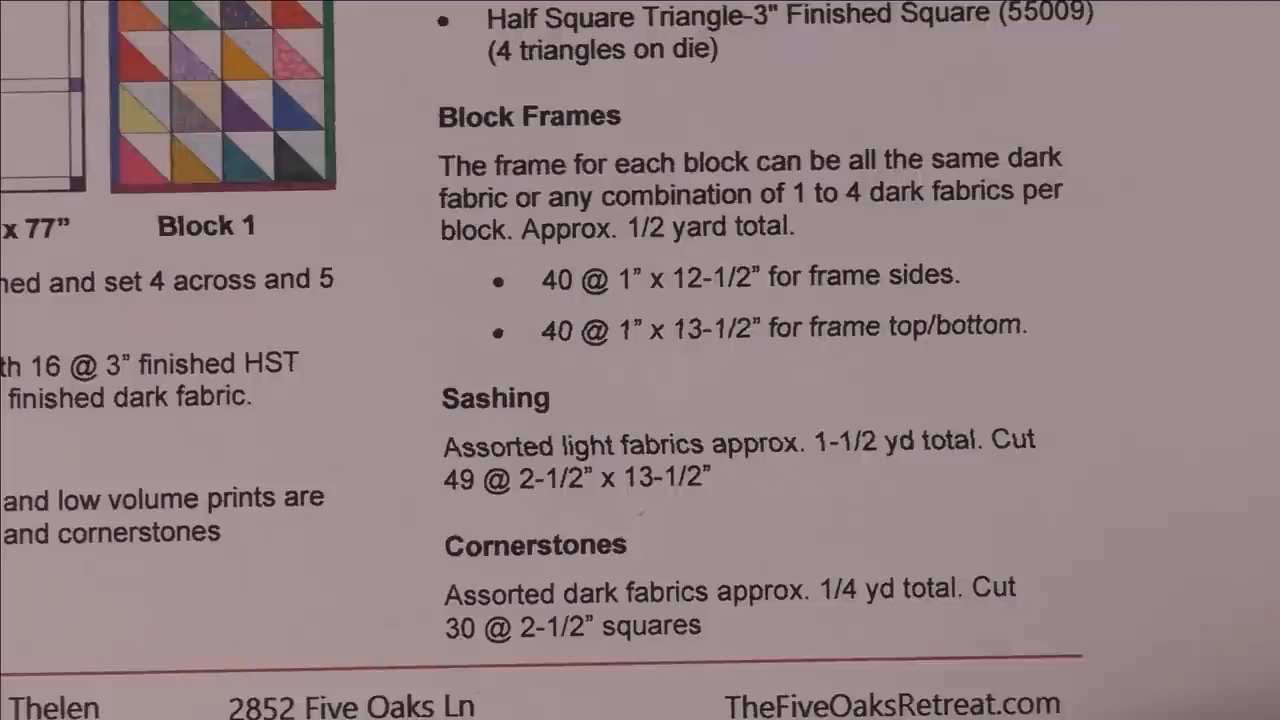 x 77”
Block 1
ned and set 4 across and 5
th 16 @ 3” finished HST
finished dark fabric.
and low volume prints are
and cornerstones
• Half Square Triangle-3" Finished Square (55009)
(4 triangles on die)
Block Frames
The frame for each block can be all the same dark
fabric or any combination of 1 to 4 dark fabrics per
block. Approx. 1/2 yard total.
• 40 @ 1” x 12-1/2” for frame sides.
• 40 @ 1” x 13-1/2” for frame top/bottom.
Sashing
Assorted light fabrics approx. 1-1/2 yd total. Cut
49 @ 2-1/2” x 13-1/2”
Cornerstones
Assorted dark fabrics approx. 1/4 yd total. Cut
30 @ 2-1/2” squares
Thelen 2852 Five Oaks Ln TheFiveOaksRetreat.com